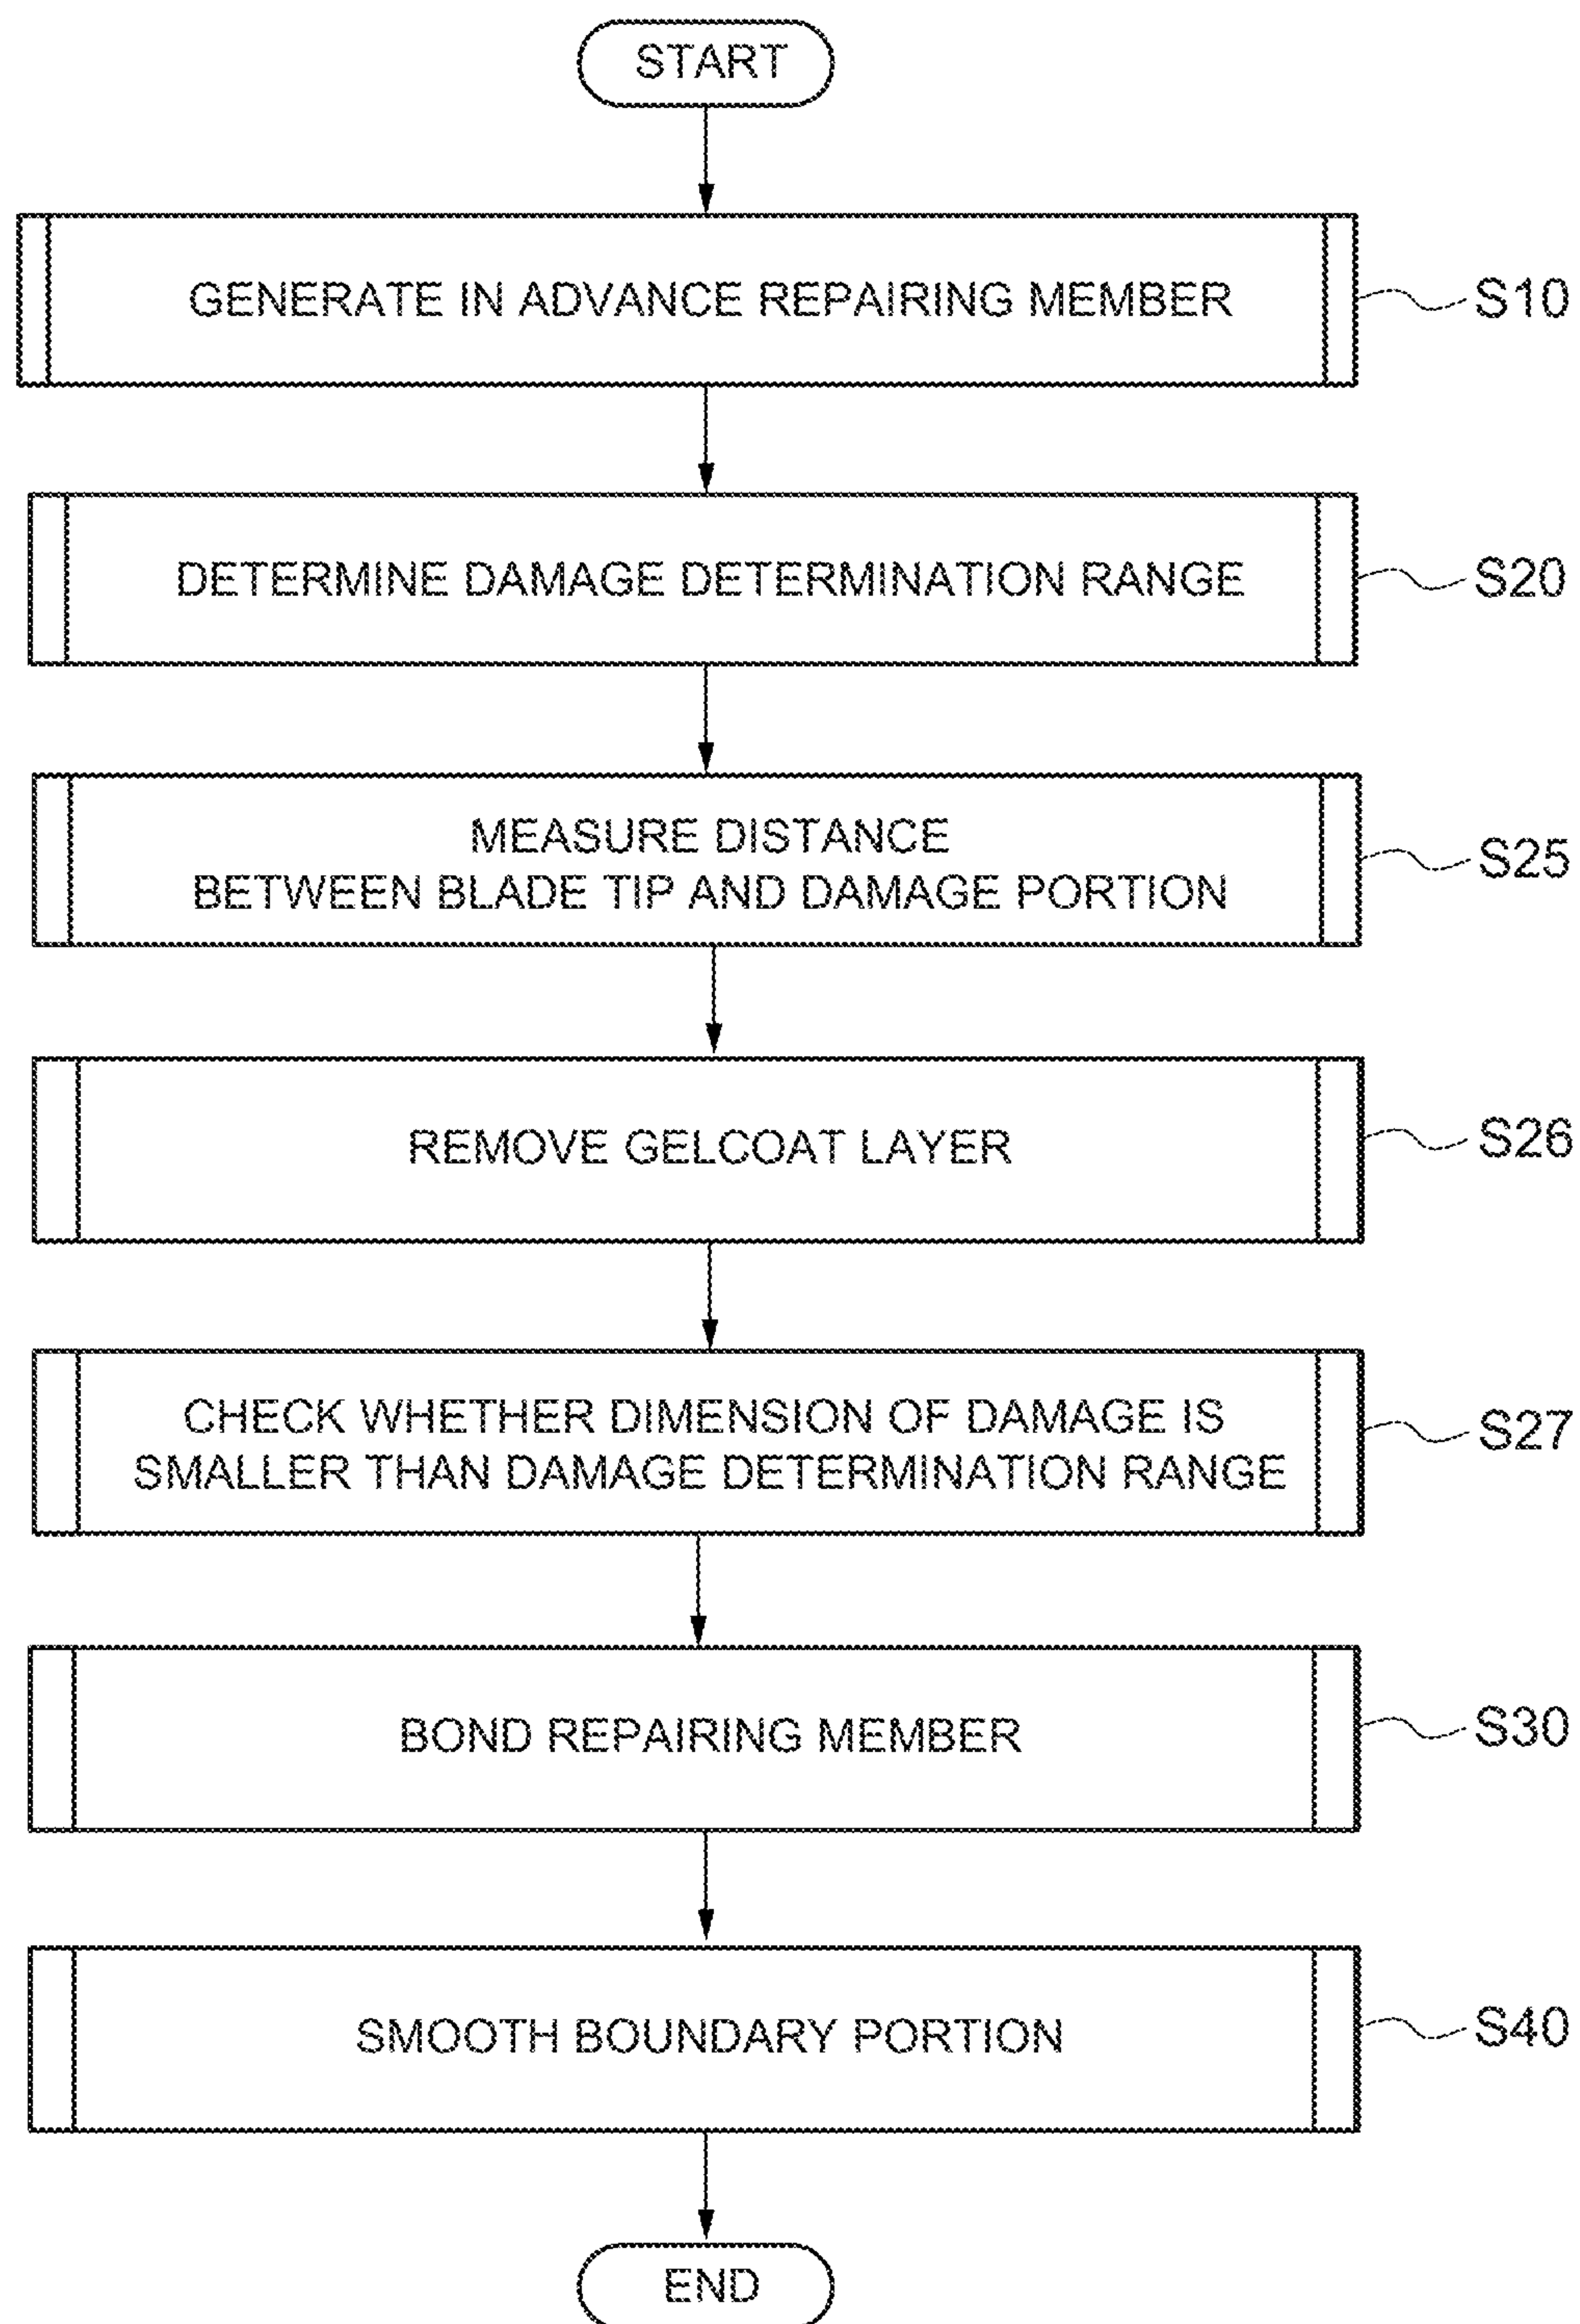 START
GENERATE IN ADVANCE REPAIRING MEMBER
S10
DETERMINE DAMAGE DETERMINATION RANGE
S20
MEASURE DISTANCE
BETWEEN BLADE TIP AND DAMAGE PORTION
S25
REMOVE GELCOAT LAYER
S26
CHECK WHETHER DIMENSION OF DAMAGE IS
SMALLER THAN DAMAGE DETERMINATION RANGE
S27
BOND REPAIRING MEMBER
S30
SMOOTH BOUNDARY PORTION
S40
END